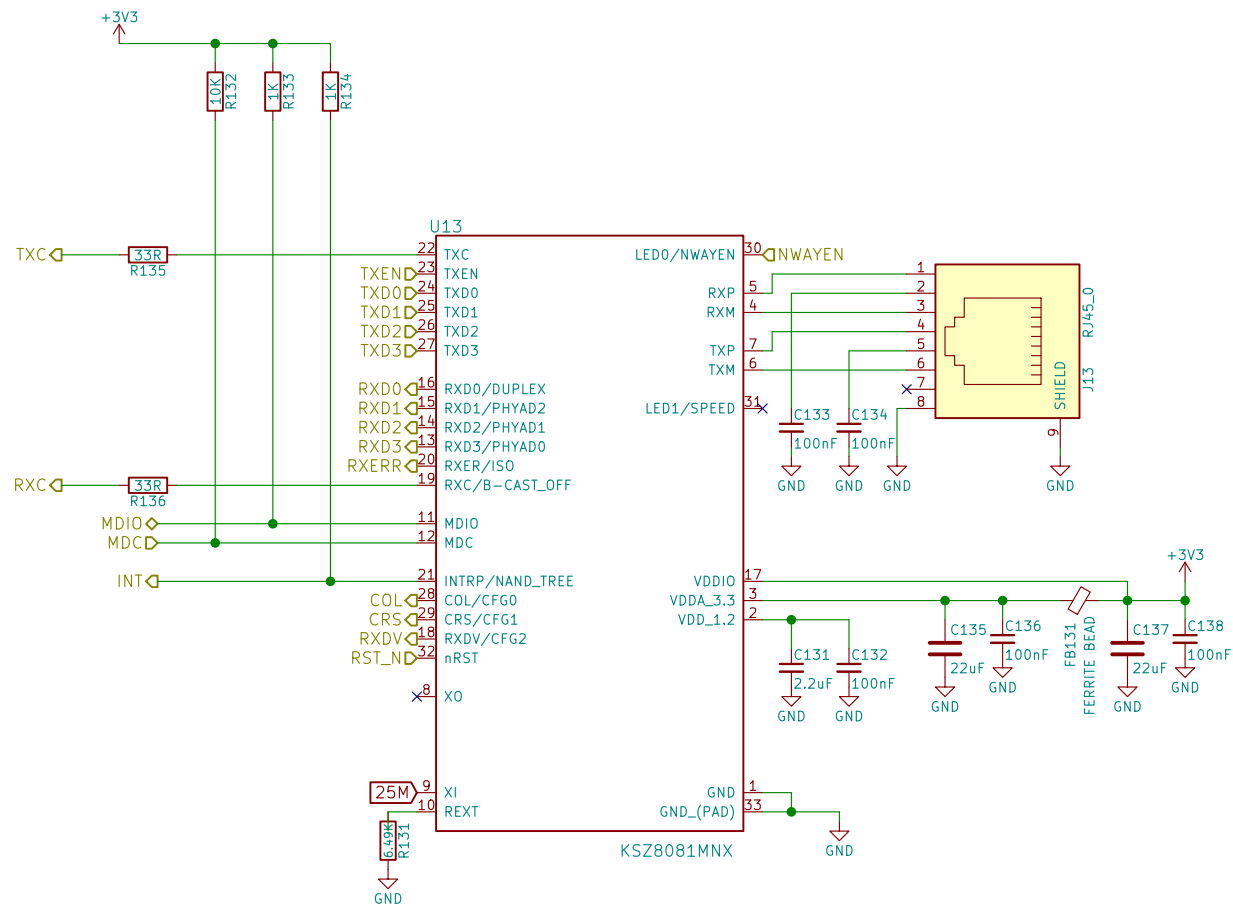 +3V3
10K
R132
1K
R133
1K
R134
U13
TXC
33R
R135
22 TXC
TXEN 23 TXEN
TXD0 24 TXD0
TXD1 25 TXD1
TXD2 26 TXD2
TXD3 27 TXD3
RXD0 16 RXD0/DUPLEX
RXD1 15 RXD1/PHYAD2
RXD2 14 RXD2/PHYAD1
RXD3 13 RXD3/PHYAD0
RXERR 20 RXER/ISO
RXC
33R
R136
19 RXC/B-CAST_OFF
MDIO 11 MDIO
MDC 12 MDC
INT 21 INTRP/NAND_TREE
COL 28 COL/CFG0
CRS 29 CRS/CFG1
RXDV 18 RXDV/CFG2
RST_N 32 nRST
8 XO
25M 9 XI
10 REXT
6.49K
R131
GND
LED0/NWAYEN 30 NWAYEN
RXP 5
RXM 4
TXP 7
TXM 6
LED1/SPEED 31
VDDIO 17
VDDA_3.3 3
VDD_1.2 2
GND 1
GND_(PAD) 33
GND
KSZ8081MNX
1
2
3
4
5
6
7
8
9
SHIELD
RJ45_0
J13
C133
100nF
GND
C134
100nF
GND
GND
GND
+3V3
C131
2.2uF
GND
C132
100nF
GND
C135
22uF
GND
C136
100nF
GND
FB131
FERRITE BEAD
C137
22uF
GND
C138
100nF
GND